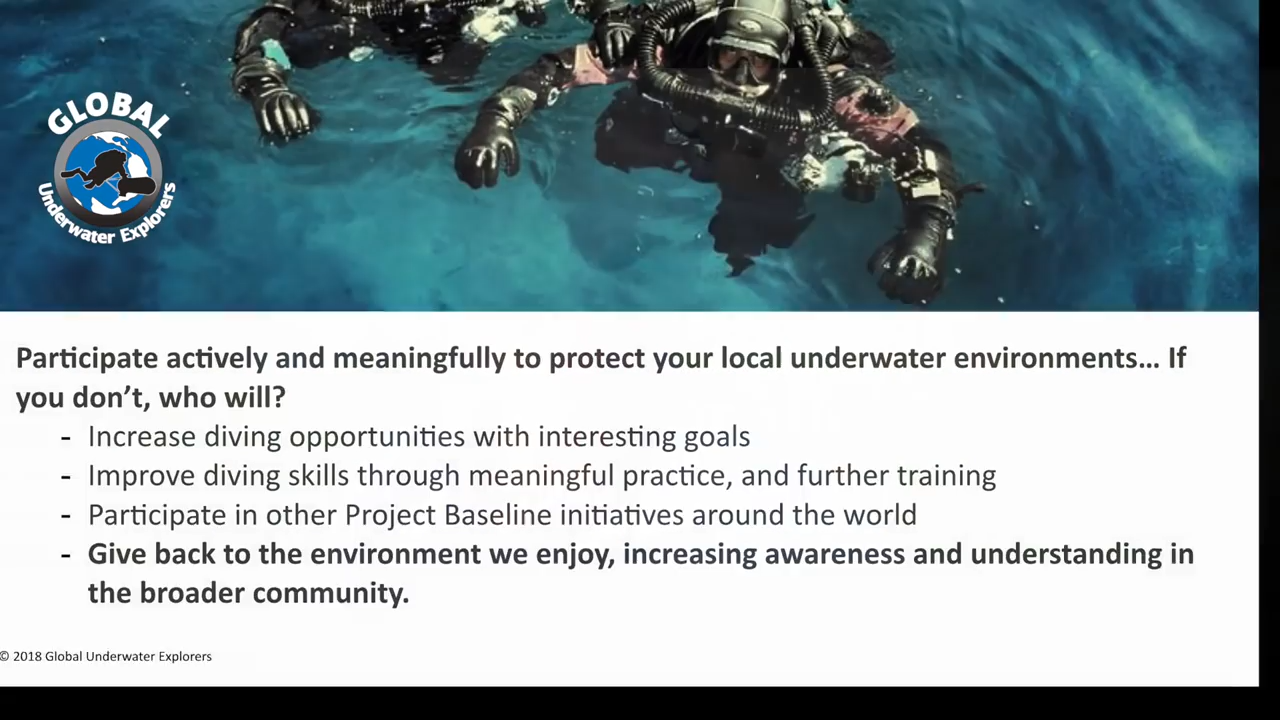 GLOBAL
Underwater Explorers
Participate actively and meaningfully to protect your local underwater environments... If
you don’t, who will?
- Increase diving opportunities with interesting goals
- Improve diving skills through meaningful practice, and further training
- Participate in other Project Baseline initiatives around the world
- Give back to the environment we enjoy, increasing awareness and understanding in
the broader community.
© 2018 Global Underwater Explorers